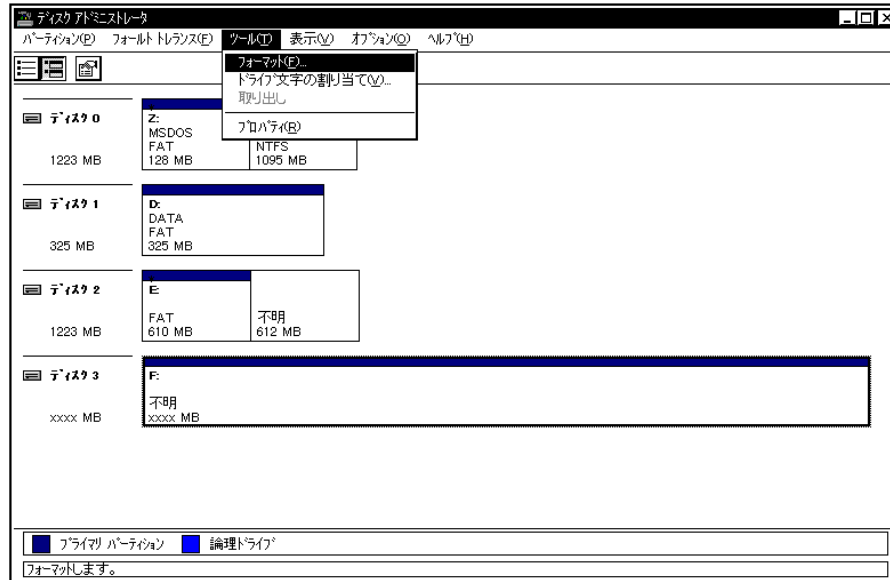 ﾃﾞｨｽｸ ｱﾄﾞﾐﾆｽﾄﾚｰﾀ
ﾊﾟｰﾃｨｼｮﾝ(P) ﾌｫｰﾙﾄ ﾄﾚﾗﾝｽ(F) ﾂｰﾙ(T) 表示(V) ｵﾌﾟｼｮﾝ(O) ﾍﾙﾌﾟ(H)
ﾌｫｰﾏｯﾄ(F)...
ﾄﾞﾗｲﾌﾞ文字の割り当て(V)...
取り出し
ﾌﾟﾛﾊﾟﾃｨ(R)
ﾃﾞｨｽｸ 0
1223 MB
Z:
MSDOS
FAT
128 MB
NTFS
1095 MB
ﾃﾞｨｽｸ 1
325 MB
D:
DATA
FAT
325 MB
ﾃﾞｨｽｸ 2
1223 MB
E:
FAT
610 MB
不明
612 MB
ﾃﾞｨｽｸ 3
xxxx MB
F:
不明
xxxx MB
ﾌﾟﾗｲﾏﾘ ﾊﾟｰﾃｨｼｮﾝ 論理ﾄﾞﾗｲﾌﾞ
ﾌｫｰﾏｯﾄします。